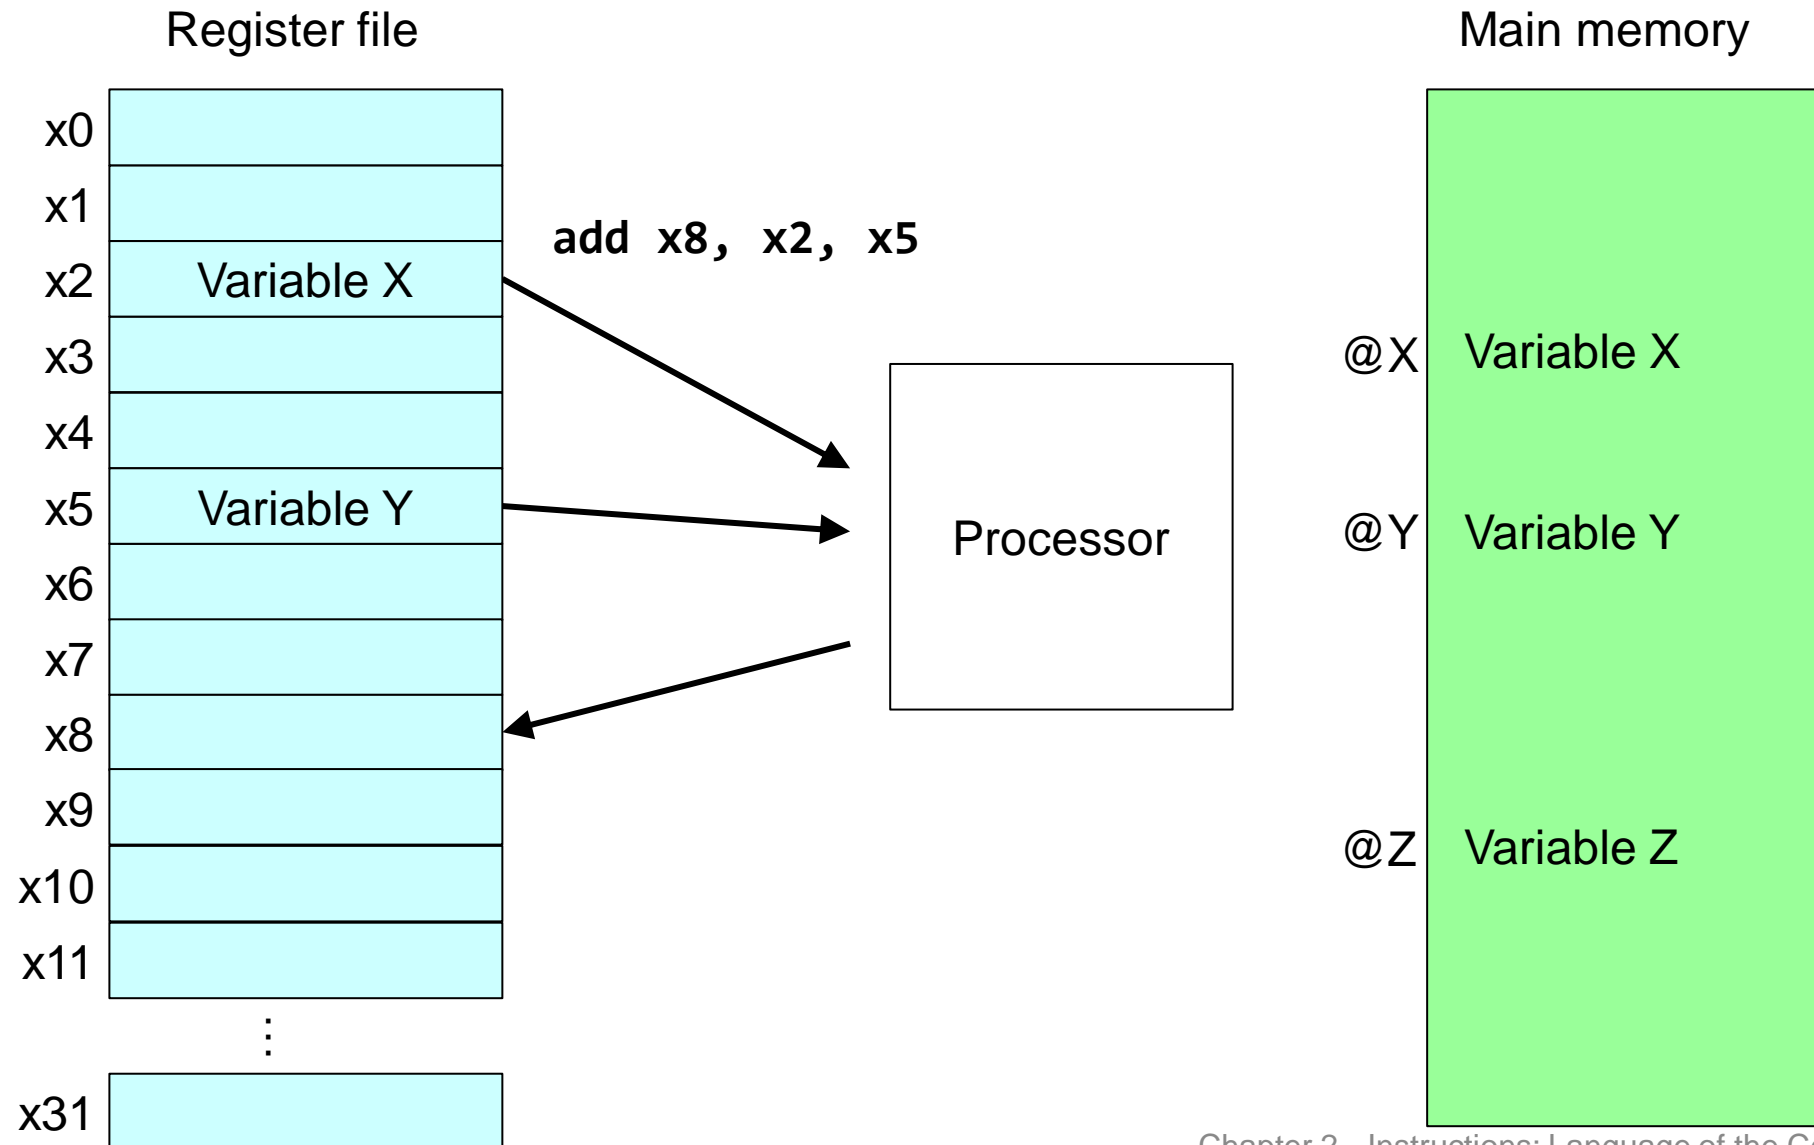 Register file
Main memory
x0
x1
add x8, x2, x5
x2 Variable X
x3
@X Variable X
x4
x5 Variable Y
Processor
@Y Variable Y
x6
x7
x8
x9
@Z Variable Z
x10
x11
⋮
x31
Chapter 2 - Instructions: Language of the